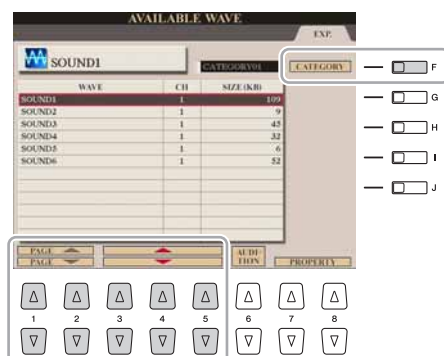 AVAILABLE WAVE
EXP.
SOUND1
CATEGORY01
CATEGORY
WAVE CH SIZE (KB)
SOUND1 1 109
SOUND2 1 9
SOUND3 1 45
SOUND4 1 32
SOUND5 1 6
SOUND6 1 52
PAGE
PAGE
AUDI-
TION
PROPERTY
F
G
H
I
J
1 2 3 4 5 6 7 8